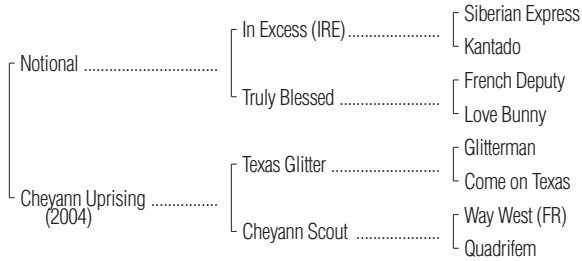 Siberian Express
In Excess (IRE)
Kantado
Notional
French Deputy
Truly Blessed
Love Bunny
Glitterman
Texas Glitter
Come on Texas
Cheyann Uprising
(2004)
Way West (FR)
Cheyann Scout
Quadrifem